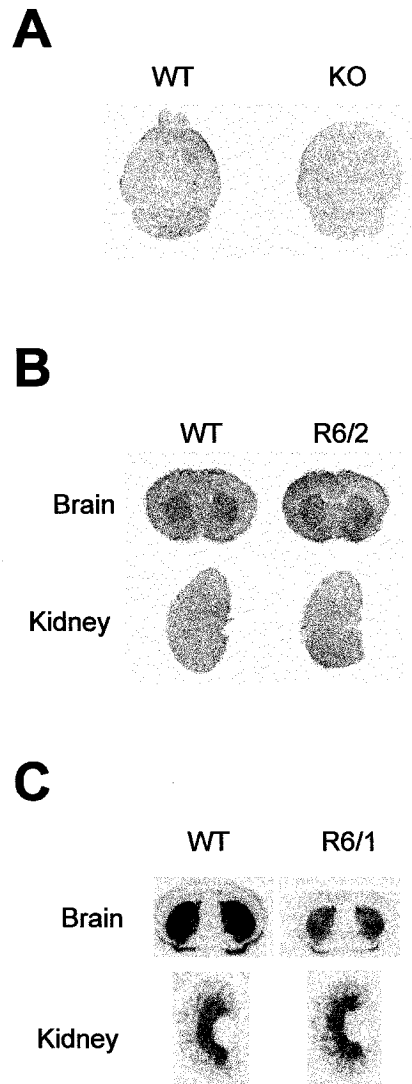 A
WT KO
B
WT R6/2
Brain
Kidney
C
WT R6/1
Brain
Kidney